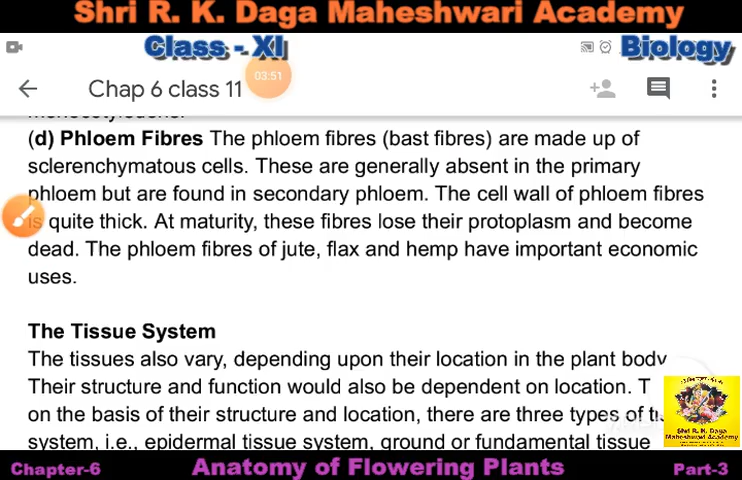 Shri R. K. Daga Maheshwari Academy
Class - XI
Biology
03:51
Chap 6 class 11
(d) Phloem Fibres The phloem fibres (bast fibres) are made up of
sclerenchymatous cells. These are generally absent in the primary
phloem but are found in secondary phloem. The cell wall of phloem fibres
is quite thick. At maturity, these fibres lose their protoplasm and become
dead. The phloem fibres of jute, flax and hemp have important economic
uses.
The Tissue System
The tissues also vary, depending upon their location in the plant body
Their structure and function would also be dependent on location. T
on the basis of their structure and location, there are three types of
system, i.e., epidermal tissue system, ground or fundamental tissue
Shri R.K. Daga
Maheshwari Academy
Chapter-6
Anatomy of Flowering Plants
Part-3